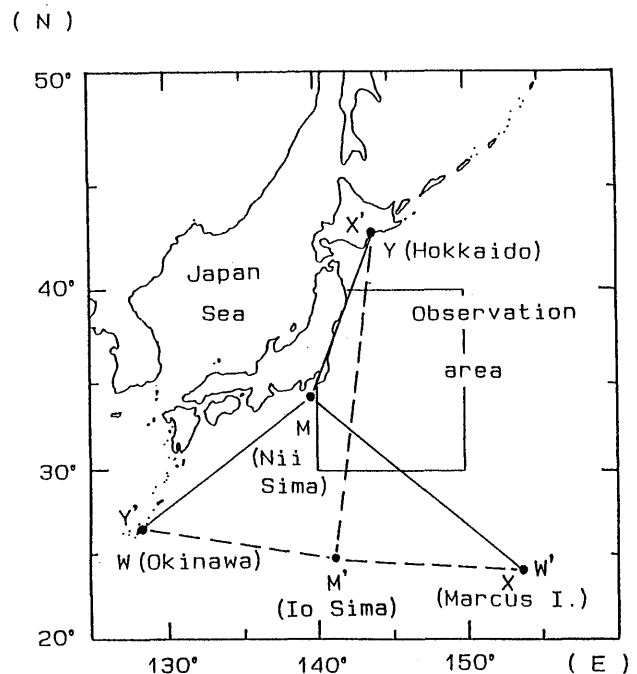 ( N )
50°
X'
Y (Hokkaido)
Japan
Sea
40°
Observation
area
M
(Nii
Sima)
30°
Y'
W (Okinawa)
M'
(Io Sima)
X
W'
(Marcus I.)
20°
130°
140°
150°
( E )